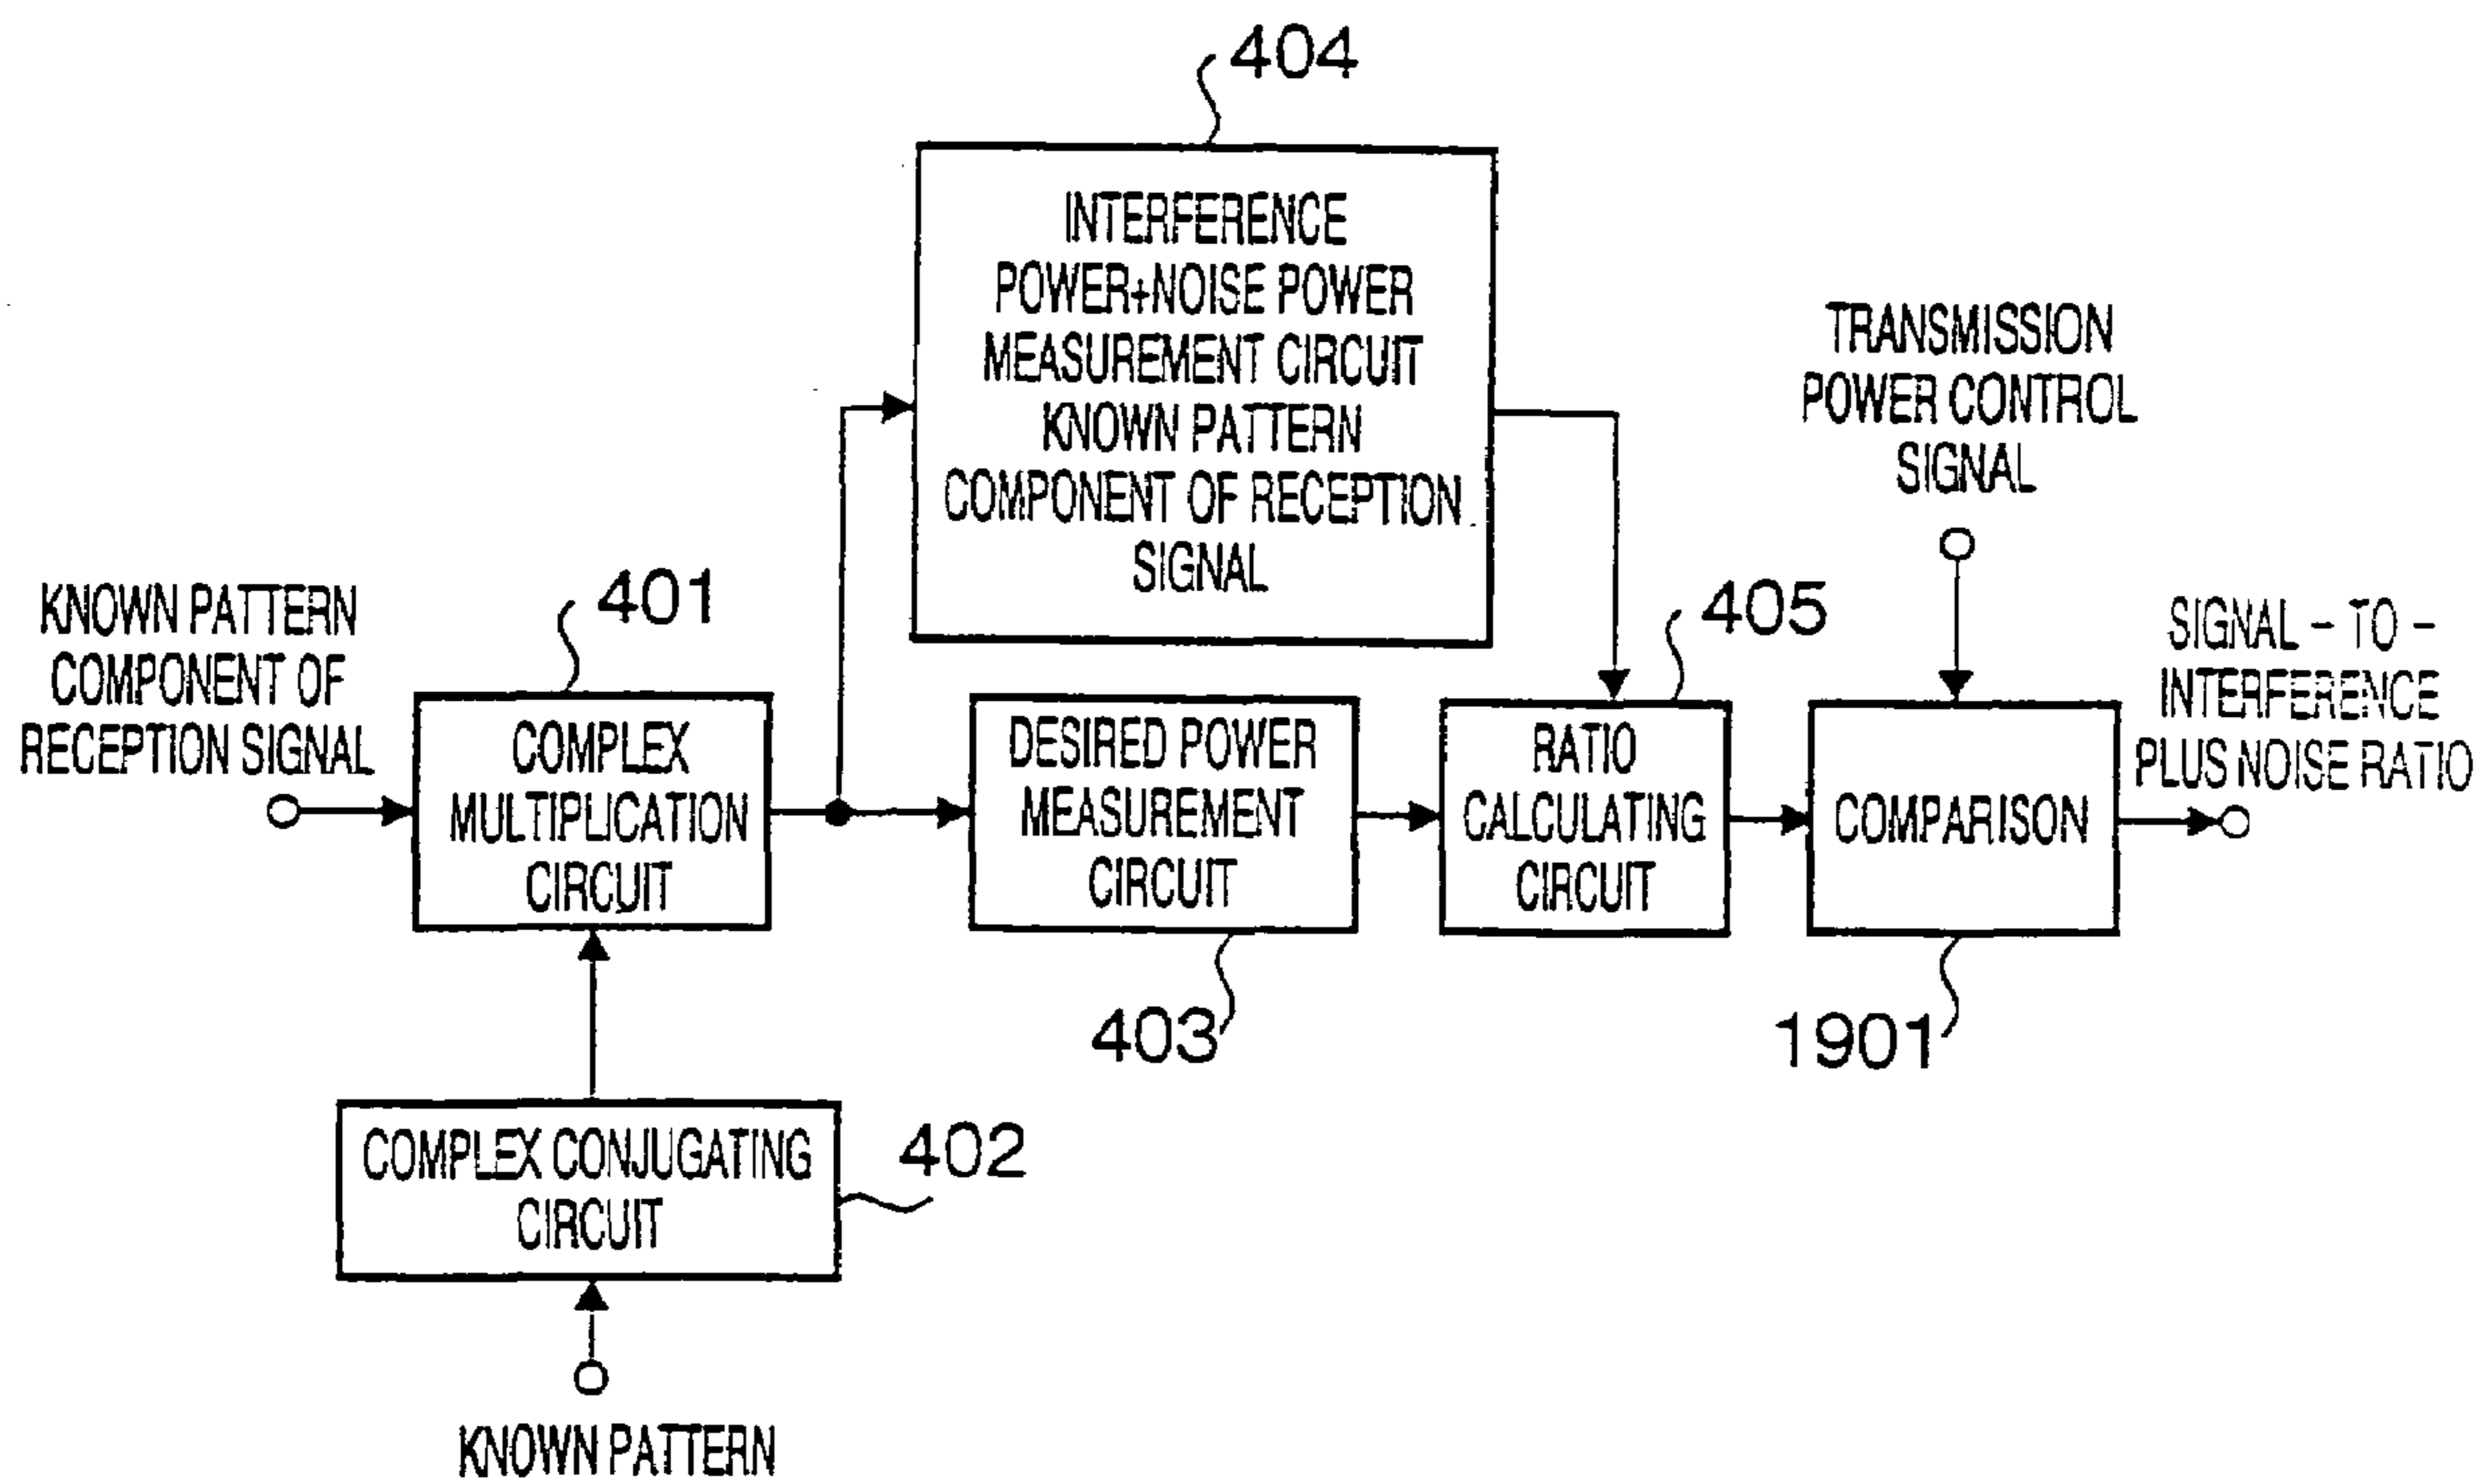 404
INTERFERENCE
POWER+NOISE POWER
MEASUREMENT CIRCUIT
KNOWN PATTERN
COMPONENT OF RECEPTION
SIGNAL
TRANSMISSION
POWER CONTROL
SIGNAL
KNOWN PATTERN
COMPONENT OF
RECEPTION SIGNAL
401
COMPLEX
MULTIPLICATION
CIRCUIT
DESIRED POWER
MEASUREMENT
CIRCUIT
403
405
RATIO
CALCULATING
CIRCUIT
COMPARISON
1901
SIGNAL - TO -
INTERFERENCE
PLUS NOISE RATIO
COMPLEX CONJUGATING
CIRCUIT
402
KNOWN PATTERN